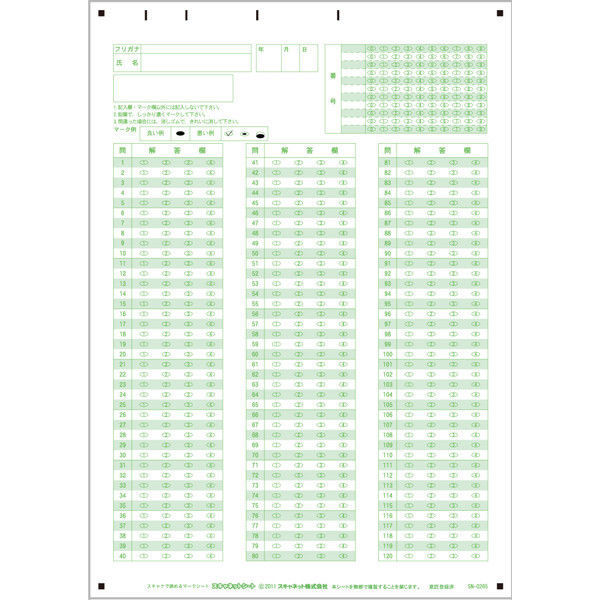 フリガナ
氏 名
年 月 日
番 号
1.記入欄・マーク欄以外には記入しないで下さい。
2.鉛筆で、しっかり濃くマークして下さい。
3.間違った場合には、消しゴムで、きれいに消して下さい。
マーク例 良い例 悪い例
問 解 答 欄 問 解 答 欄 問 解 答 欄
1 ① ② ③ ④ 41 ① ② ③ ④ 81 ① ② ③ ④
2 ① ② ③ ④ 42 ① ② ③ ④ 82 ① ② ③ ④
3 ① ② ③ ④ 43 ① ② ③ ④ 83 ① ② ③ ④
4 ① ② ③ ④ 44 ① ② ③ ④ 84 ① ② ③ ④
5 ① ② ③ ④ 45 ① ② ③ ④ 85 ① ② ③ ④
6 ① ② ③ ④ 46 ① ② ③ ④ 86 ① ② ③ ④
7 ① ② ③ ④ 47 ① ② ③ ④ 87 ① ② ③ ④
8 ① ② ③ ④ 48 ① ② ③ ④ 88 ① ② ③ ④
9 ① ② ③ ④ 49 ① ② ③ ④ 89 ① ② ③ ④
10 ① ② ③ ④ 50 ① ② ③ ④ 90 ① ② ③ ④
11 ① ② ③ ④ 51 ① ② ③ ④ 91 ① ② ③ ④
12 ① ② ③ ④ 52 ① ② ③ ④ 92 ① ② ③ ④
13 ① ② ③ ④ 53 ① ② ③ ④ 93 ① ② ③ ④
14 ① ② ③ ④ 54 ① ② ③ ④ 94 ① ② ③ ④
15 ① ② ③ ④ 55 ① ② ③ ④ 95 ① ② ③ ④
16 ① ② ③ ④ 56 ① ② ③ ④ 96 ① ② ③ ④
17 ① ② ③ ④ 57 ① ② ③ ④ 97 ① ② ③ ④
18 ① ② ③ ④ 58 ① ② ③ ④ 98 ① ② ③ ④
19 ① ② ③ ④ 59 ① ② ③ ④ 99 ① ② ③ ④
20 ① ② ③ ④ 60 ① ② ③ ④ 100 ① ② ③ ④
21 ① ② ③ ④ 61 ① ② ③ ④ 101 ① ② ③ ④
22 ① ② ③ ④ 62 ① ② ③ ④ 102 ① ② ③ ④
23 ① ② ③ ④ 63 ① ② ③ ④ 103 ① ② ③ ④
24 ① ② ③ ④ 64 ① ② ③ ④ 104 ① ② ③ ④
25 ① ② ③ ④ 65 ① ② ③ ④ 105 ① ② ③ ④
26 ① ② ③ ④ 66 ① ② ③ ④ 106 ① ② ③ ④
27 ① ② ③ ④ 67 ① ② ③ ④ 107 ① ② ③ ④
28 ① ② ③ ④ 68 ① ② ③ ④ 108 ① ② ③ ④
29 ① ② ③ ④ 69 ① ② ③ ④ 109 ① ② ③ ④
30 ① ② ③ ④ 70 ① ② ③ ④ 110 ① ② ③ ④
31 ① ② ③ ④ 71 ① ② ③ ④ 111 ① ② ③ ④
32 ① ② ③ ④ 72 ① ② ③ ④ 112 ① ② ③ ④
33 ① ② ③ ④ 73 ① ② ③ ④ 113 ① ② ③ ④
34 ① ② ③ ④ 74 ① ② ③ ④ 114 ① ② ③ ④
35 ① ② ③ ④ 75 ① ② ③ ④ 115 ① ② ③ ④
36 ① ② ③ ④ 76 ① ② ③ ④ 116 ① ② ③ ④
37 ① ② ③ ④ 77 ① ② ③ ④ 117 ① ② ③ ④
38 ① ② ③ ④ 78 ① ② ③ ④ 118 ① ② ③ ④
39 ① ② ③ ④ 79 ① ② ③ ④ 119 ① ② ③ ④
40 ① ② ③ ④ 80 ① ② ③ ④ 120 ① ② ③ ④
スキャナで読めるマークシート スキャネットシート ©2011 スキャネット株式会社 本シートを無断で複製することを禁じます。 意匠登録済 SN-0265